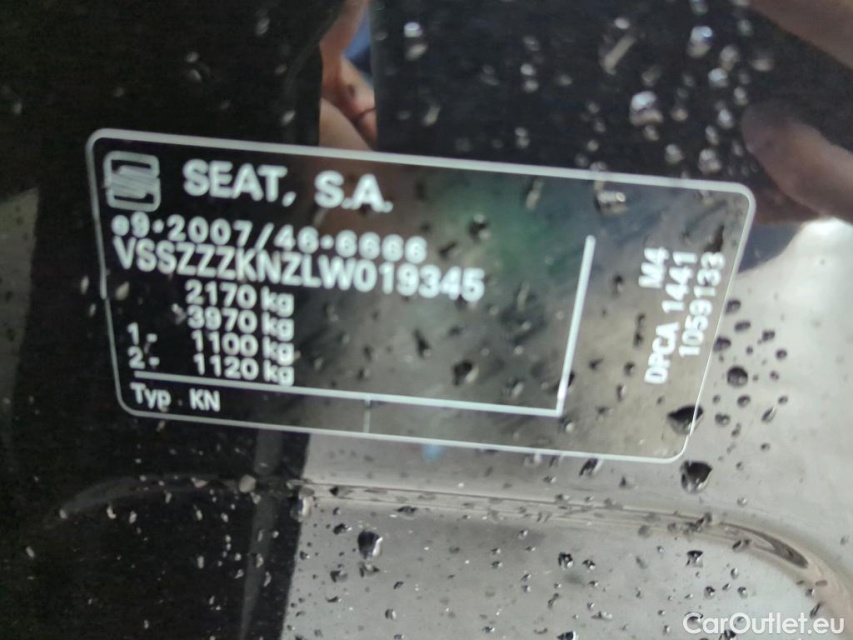 SEAT, S.A.
e9*2007/46*6666
VSSZZZKNZLW019345
2170 kg
3970 kg
1- 1100 kg
2- 1120 kg
Typ KN
M4
DPCA 1441
1059133
CarOutlet.eu